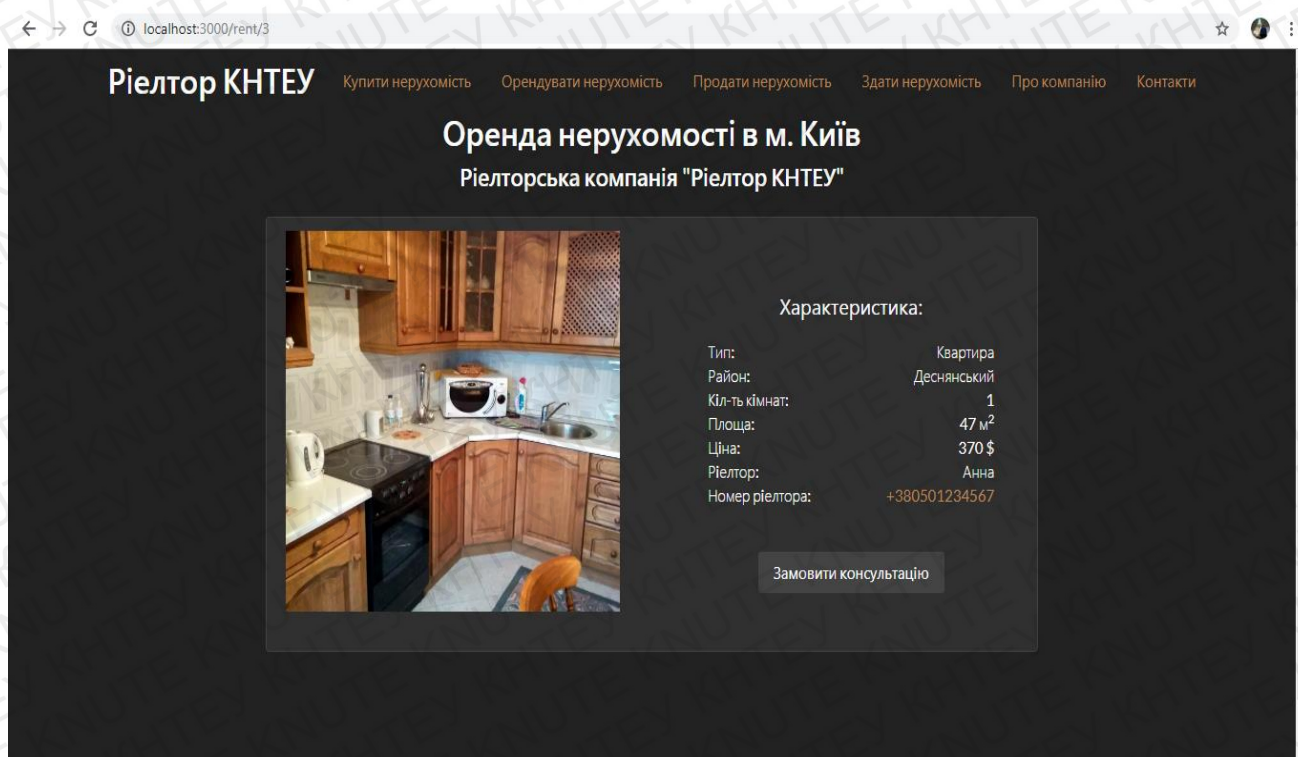 localhost:3000/rent/3
Ріелтор КНТЕУ Купити нерухомість Орендувати нерухомість Продати нерухомість Здати нерухомість Про компанію Контакти
Оренда нерухомості в м. Київ
Ріелторська компанія "Ріелтор КНТЕУ"
Характеристика:
Тип: Квартира
Район: Деснянський
Кіл-ть кімнат: 1
Площа: 47 м²
Ціна: 370 $
Ріелтор: Анна
Номер ріелтора: +380501234567
Замовити консультацію